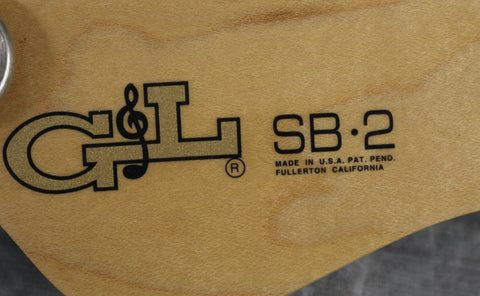 G&L® SB·2
MADE IN U.S.A. PAT. PEND.
FULLERTON CALIFORNIA